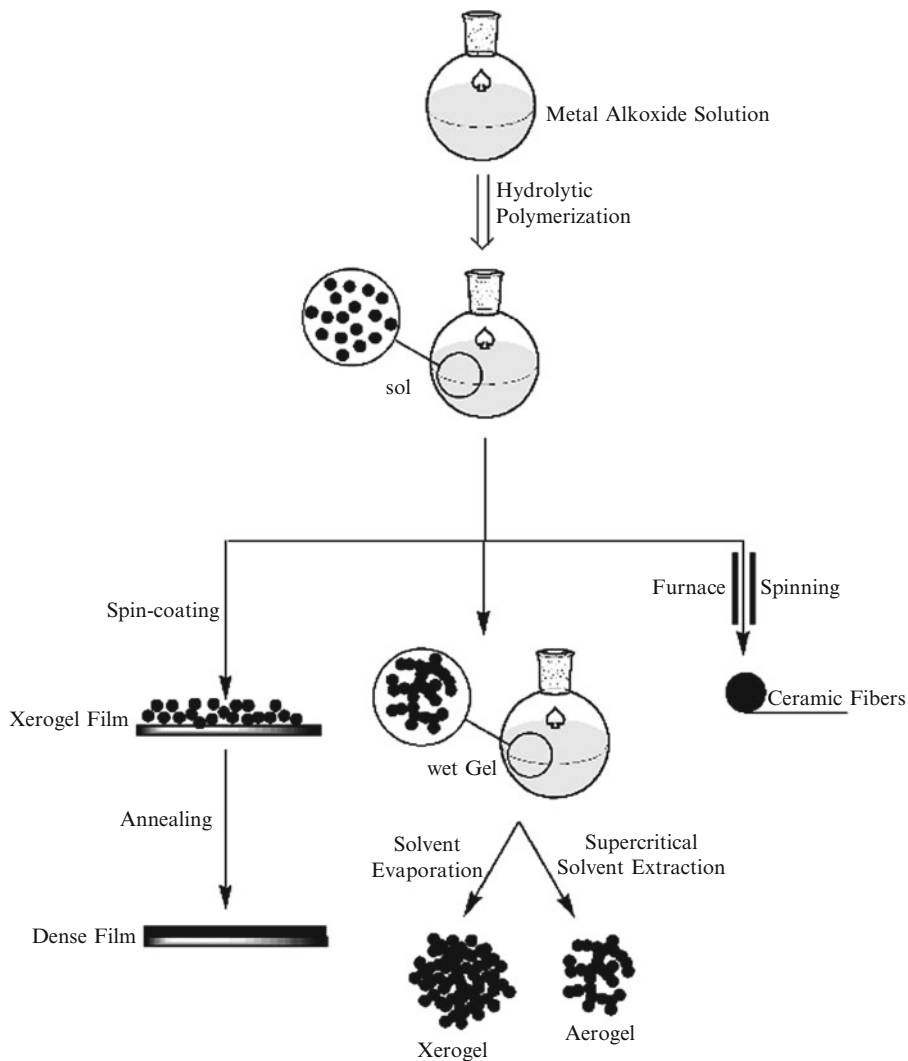 Metal Alkoxide Solution
Hydrolytic
Polymerization
sol
Spin-coating
Furnace
Spinning
Xerogel Film
Ceramic Fibers
wet Gel
Annealing
Solvent
Evaporation
Supercritical
Solvent Extraction
Dense Film
Xerogel
Aerogel